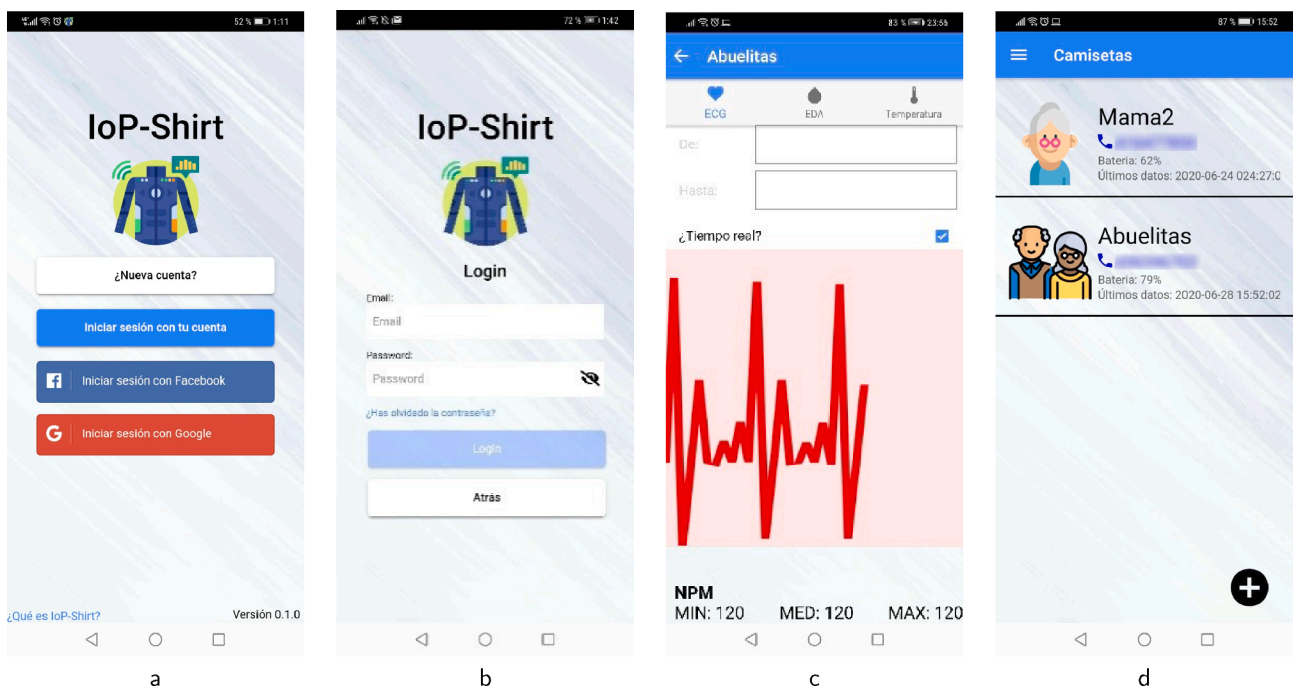 52 % 1:11
IoP-Shirt
¿Nueva cuenta?
Iniciar sesión con tu cuenta
Iniciar sesión con Facebook
Iniciar sesión con Google
¿Qué es IoP-Shirt?
Versión 0.1.0
a
72 % 1:42
IoP-Shirt
Login
Email:
Email
Password:
Password
¿Has olvidado la contraseña?
Login
Atrás
b
83 % 23:56
Abuelitas
ECG EDA Temperatura
De:
Hasta:
¿Tiempo real?
NPM
MIN: 120 MED: 120 MAX: 120
c
87 % 15:52
Camisetas
Mama2
Bateria: 62%
Últimos datos: 2020-06-24 024:27:0
Abuelitas
Bateria: 79%
Últimos datos: 2020-06-28 15:52:02
d